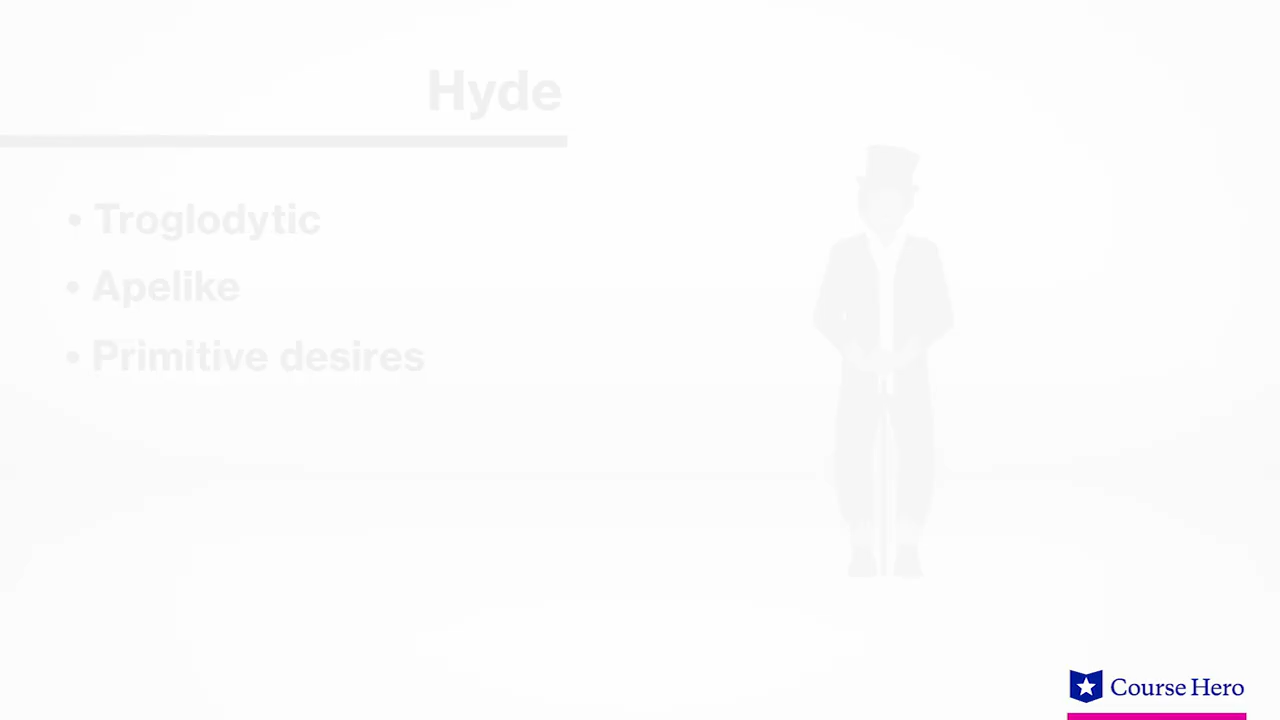 Hyde
• Troglodytic
• Apelike
• Primitive desires
Course Hero